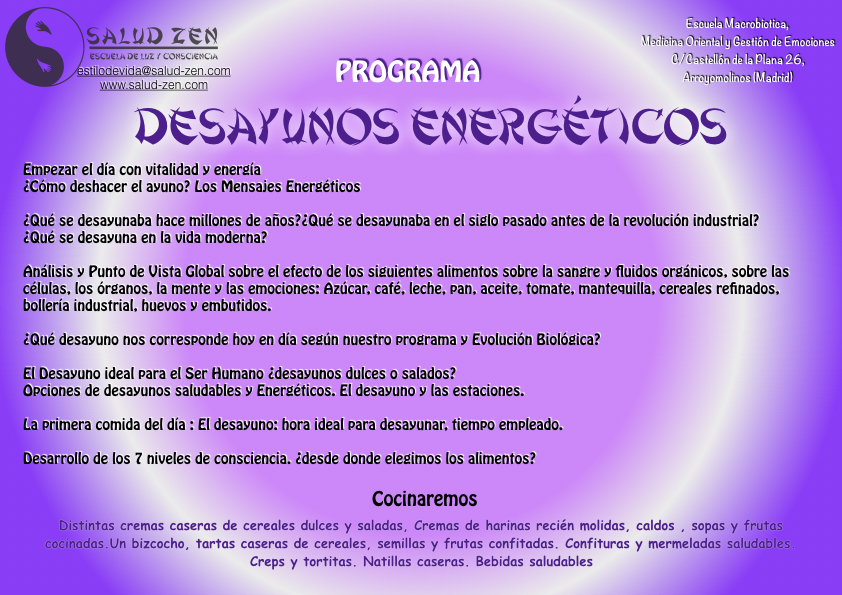 SALUD ZEN
ESCUELA DE LUZ Y CONSCIENCIA
estilodevida@salud-zen.com
www.salud-zen.com
Escuela Macrobiotica,
Medicina Oriental y Gestión de Emociones
C/Castellón de la Plana 26,
Arroyomolinos (Madrid)
PROGRAMA
DESAYUNOS ENERGÉTICOS
Empezar el día con vitalidad y energía
¿Cómo deshacer el ayuno? Los Mensajes Energéticos
¿Qué se desayunaba hace millones de años?¿Qué se desayunaba en el siglo pasado antes de la revolución industrial?
¿Qué se desayuna en la vida moderna?
Análisis y Punto de Vista Global sobre el efecto de los siguientes alimentos sobre la sangre y fluidos orgánicos, sobre las
células, los órganos, la mente y las emociones: Azúcar, café, leche, pan, aceite, tomate, mantequilla, cereales refinados,
bollería industrial, huevos y embutidos.
¿Qué desayuno nos corresponde hoy en día según nuestro programa y Evolución Biológica?
El Desayuno ideal para el Ser Humano ¿desayunos dulces o salados?
Opciones de desayunos saludables y Energéticos. El desayuno y las estaciones.
La primera comida del día : El desayuno: hora ideal para desayunar, tiempo empleado.
Desarrollo de los 7 niveles de consciencia. ¿desde donde elegimos los alimentos?
Cocinaremos
Distintas cremas caseras de cereales dulces y saladas, Cremas de harinas recién molidas, caldos , sopas y frutas
cocinadas.Un bizcocho, tartas caseras de cereales, semillas y frutas confitadas. Confituras y mermeladas saludables.
Creps y tortitas. Natillas caseras. Bebidas saludables